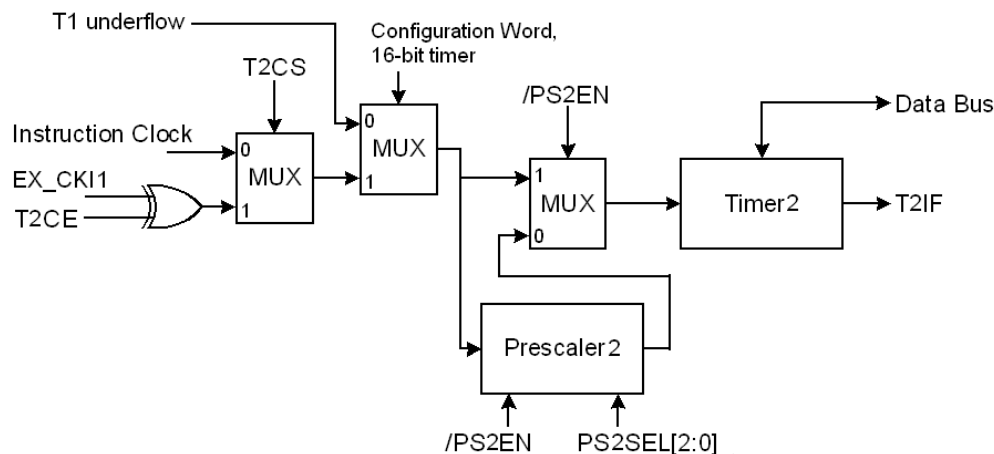 T1 underflow
Configuration Word,
16-bit timer
T2CS
/PS2EN
Data Bus
Instruction Clock
0
MUX
1
0
MUX
1
EX_CKI1
T2CE
1
MUX
0
Timer2
T2IF
Prescaler2
/PS2EN
PS2SEL[2:0]